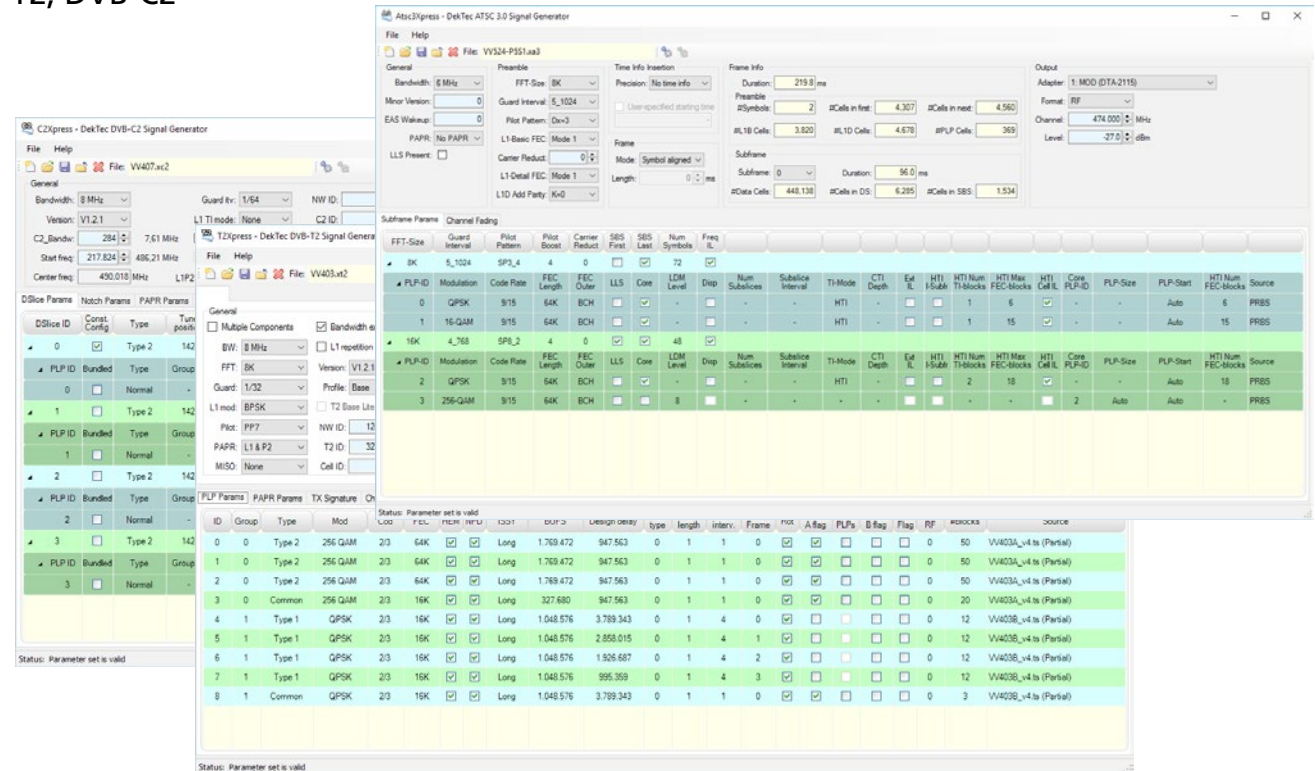 T2, DVB-C2
Atsc3Xpress - DekTec ATSC 3.0 Signal Generator
File Help
File: VV524-P5S1.xa3
General Preamble Time Info Insertion Frame Info Output
Bandwidth: 6 MHz FFT-Size: 8K Precision: No time info Duration: 219.8 ms Adapter: 1: MOD (DTA-2115)
Minor Version: 0 Guard Interval: 5_1024 User-specified starting time Preamble #Symbols: 2 #Cells in first: 4,307 #Cells in next: 4,560 Format: RF
EAS Wakeup: 0 Pilot Pattern: Dx=3 Channel: 474.000 MHz
PAPR: No PAPR L1-Basic FEC: Mode 1 Frame #L1B Cells: 3.820 #L1D Cells: 4,678 #PLP Cells: 369 Level: -27.0 dBm
LLS Present: Carrier Reduct: 0 Mode: Symbol aligned Subframe
L1-Detail FEC: Mode 1 Length: 0 ms Subframe: 0 Duration: 96.0 ms
L1D Add Parity: K=0 #Data Cells: 448,138 #Cells in DS: 6,285 #Cells in SBS: 1,534
Subframe Params Channel Fading
FFT-Size Guard Interval Pilot Pattern Pilot Boost Carrier Reduct SBS First SBS Last Num Symbols Freq IL
8K 5_1024 SP3_4 4 0 72
PLP-ID Modulation Code Rate FEC Length FEC Outer LLS Core LDM Level Disp Num Subslices Subslice Interval TI-Mode CTI Depth Ext IL HTI I-Subfr HTI Num TI-blocks HTI Max FEC-blocks HTI Cell IL Core PLP-ID PLP-Size PLP-Start HTI Num FEC-blocks Source
0 QPSK 9/15 64K BCH - - - HTI - 1 6 - - Auto 6 PRBS
1 16-QAM 9/15 64K BCH - - - HTI - 1 15 - - Auto 15 PRBS
16K 4_768 SP8_2 4 0 48
PLP-ID Modulation Code Rate FEC Length FEC Outer LLS Core LDM Level Disp Num Subslices Subslice Interval TI-Mode CTI Depth Ext IL HTI I-Subfr HTI Num TI-blocks HTI Max FEC-blocks HTI Cell IL Core PLP-ID PLP-Size PLP-Start HTI Num FEC-blocks Source
2 QPSK 9/15 64K BCH - - - HTI - 2 18 - - Auto 18 PRBS
3 256-QAM 9/15 64K BCH 8 - - - - - - 2 Auto Auto - PRBS
Status: Parameter set is valid
C2Xpress - DekTec DVB-C2 Signal Generator
File Help
File: VV407.xc2
General
Bandwidth: 8 MHz Guard itv: 1/64 NW ID:
Version: V1.2.1 L1 TI mode: None C2 ID:
C2_Bandw: 284 7,61 MHz
Start freq: 217.824 486,21 MHz
Center freq: 490,018 MHz L1P2
DSlice Params Notch Params PAPR Params
DSlice ID Const. Config Type
0 Type 2 142
PLP ID Bundled Type Group
0 Normal -
1 Type 2 142
PLP ID Bundled Type Group
1 Normal -
2 Type 2 142
PLP ID Bundled Type Group
2 Normal -
3 Type 2 142
PLP ID Bundled Type Group
3 Normal -
Status: Parameter set is valid
T2Xpress - DekTec DVB-T2 Signal Genera
File Help
File: VV403.xt2
General
Multiple Components Bandwidth e
BW: 8 MHz L1 repetition
FFT: 8K Version: V1.2.1
Guard: 1/32 Profile: Base
L1 mod: BPSK T2 Base Lite
Pilot: PP7 NW ID: 12
PAPR: L1 & P2 T2 ID: 32
MISO: None Cell ID:
PLP Params PAPR Params TX Signature
ID Group Type Mod Cod FEC HEM NPD ISSY BUFS Design delay type length interv. Frame Rot A flag PLPs B flag Flag RF #Blocks Source
0 0 Type 2 256 QAM 2/3 64K Long 1.769.472 947.563 0 1 1 0 0 50 VV403A_v4.ts (Partial)
1 0 Type 2 256 QAM 2/3 64K Long 1.769.472 947.563 0 1 1 0 0 50 VV403A_v4.ts (Partial)
2 0 Type 2 256 QAM 2/3 64K Long 1.769.472 947.563 0 1 1 0 0 50 VV403A_v4.ts (Partial)
3 0 Common 256 QAM 2/3 16K Long 327.680 947.563 0 1 1 0 0 20 VV403A_v4.ts (Partial)
4 1 Type 1 QPSK 2/3 16K Long 1.048.576 3.789.343 0 1 4 0 0 12 VV403B_v4.ts (Partial)
5 1 Type 1 QPSK 2/3 16K Long 1.048.576 2.858.015 0 1 4 1 0 12 VV403B_v4.ts (Partial)
6 1 Type 1 QPSK 2/3 16K Long 1.048.576 1.926.687 0 1 4 2 0 12 VV403B_v4.ts (Partial)
7 1 Type 1 QPSK 2/3 16K Long 1.048.576 995.359 0 1 4 3 0 12 VV403B_v4.ts (Partial)
8 1 Common QPSK 2/3 16K Long 1.048.576 3.789.343 0 1 1 0 0 3 VV403B_v4.ts (Partial)
Status: Parameter set is valid